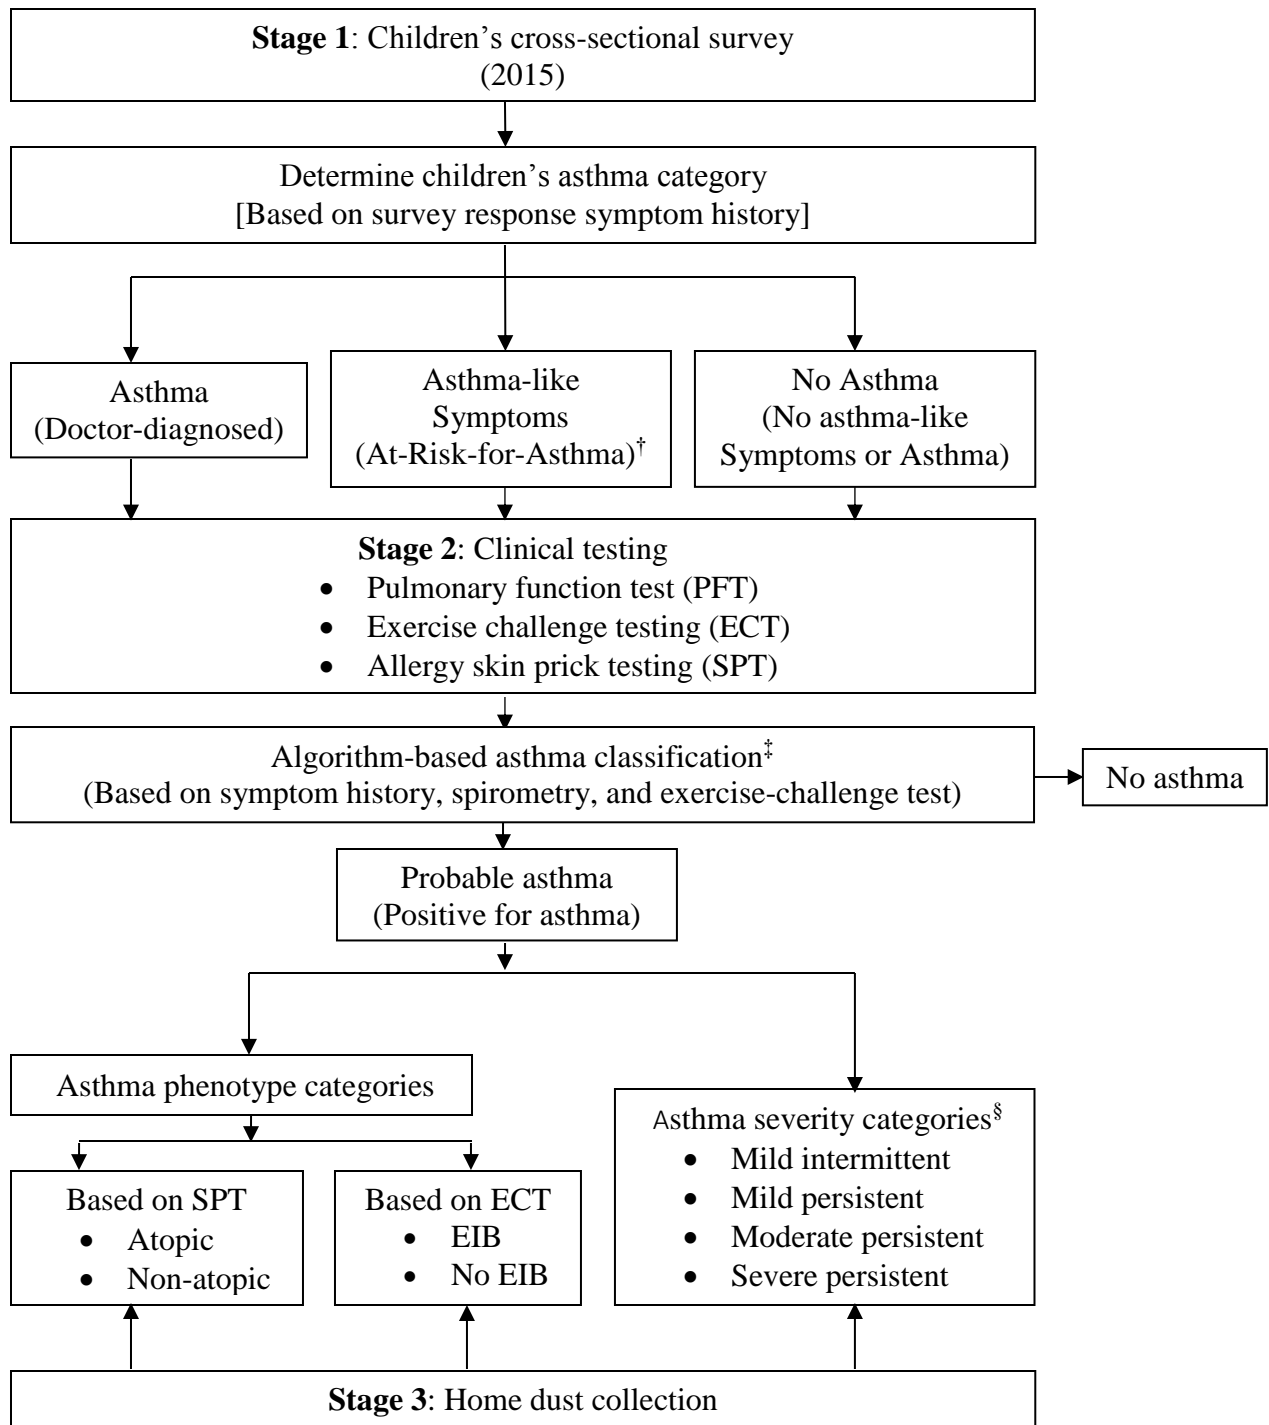 Stage 1: Children’s cross-sectional survey
(2015)
Determine children’s asthma category
[Based on survey response symptom history]
Asthma
(Doctor-diagnosed)
Asthma-like
Symptoms
(At-Risk-for-Asthma)†
No Asthma
(No asthma-like
Symptoms or Asthma)
Stage 2: Clinical testing
• Pulmonary function test (PFT)
• Exercise challenge testing (ECT)
• Allergy skin prick testing (SPT)
Algorithm-based asthma classification‡
(Based on symptom history, spirometry, and exercise-challenge test)
No asthma
Probable asthma
(Positive for asthma)
Asthma phenotype categories
Based on SPT
• Atopic
• Non-atopic
Based on ECT
• EIB
• No EIB
Asthma severity categories§
• Mild intermittent
• Mild persistent
• Moderate persistent
• Severe persistent
Stage 3: Home dust collection